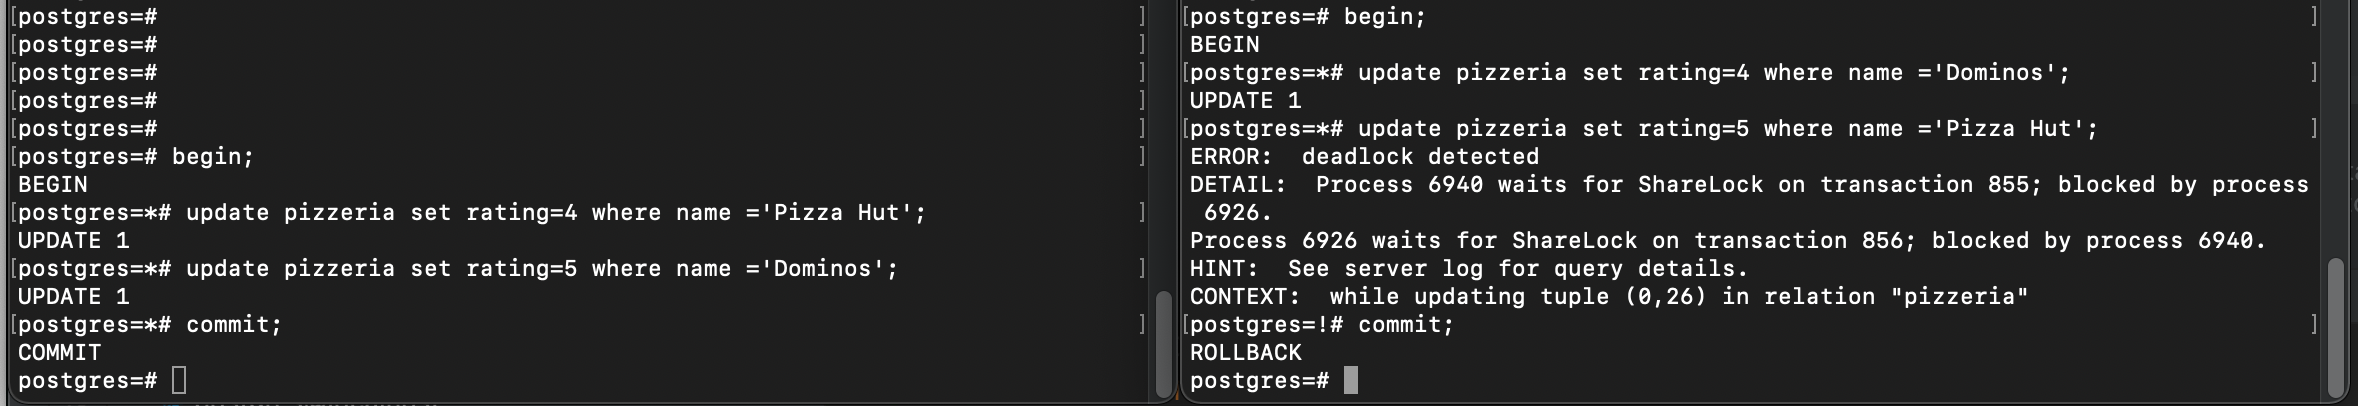 [postgres=# ]
[postgres=# ]
[postgres=# ]
[postgres=# ]
[postgres=# ]
[postgres=# begin; ]
BEGIN
[postgres=*# update pizzeria set rating=4 where name ='Pizza Hut'; ]
UPDATE 1
[postgres=*# update pizzeria set rating=5 where name ='Dominos'; ]
UPDATE 1
[postgres=*# commit; ]
COMMIT
postgres=#
[postgres=# begin; ]
BEGIN
[postgres=*# update pizzeria set rating=4 where name ='Dominos'; ]
UPDATE 1
[postgres=*# update pizzeria set rating=5 where name ='Pizza Hut'; ]
ERROR:  deadlock detected
DETAIL:  Process 6940 waits for ShareLock on transaction 855; blocked by process
 6926.
Process 6926 waits for ShareLock on transaction 856; blocked by process 6940.
HINT:  See server log for query details.
CONTEXT:  while updating tuple (0,26) in relation "pizzeria"
[postgres=!# commit; ]
ROLLBACK
postgres=#